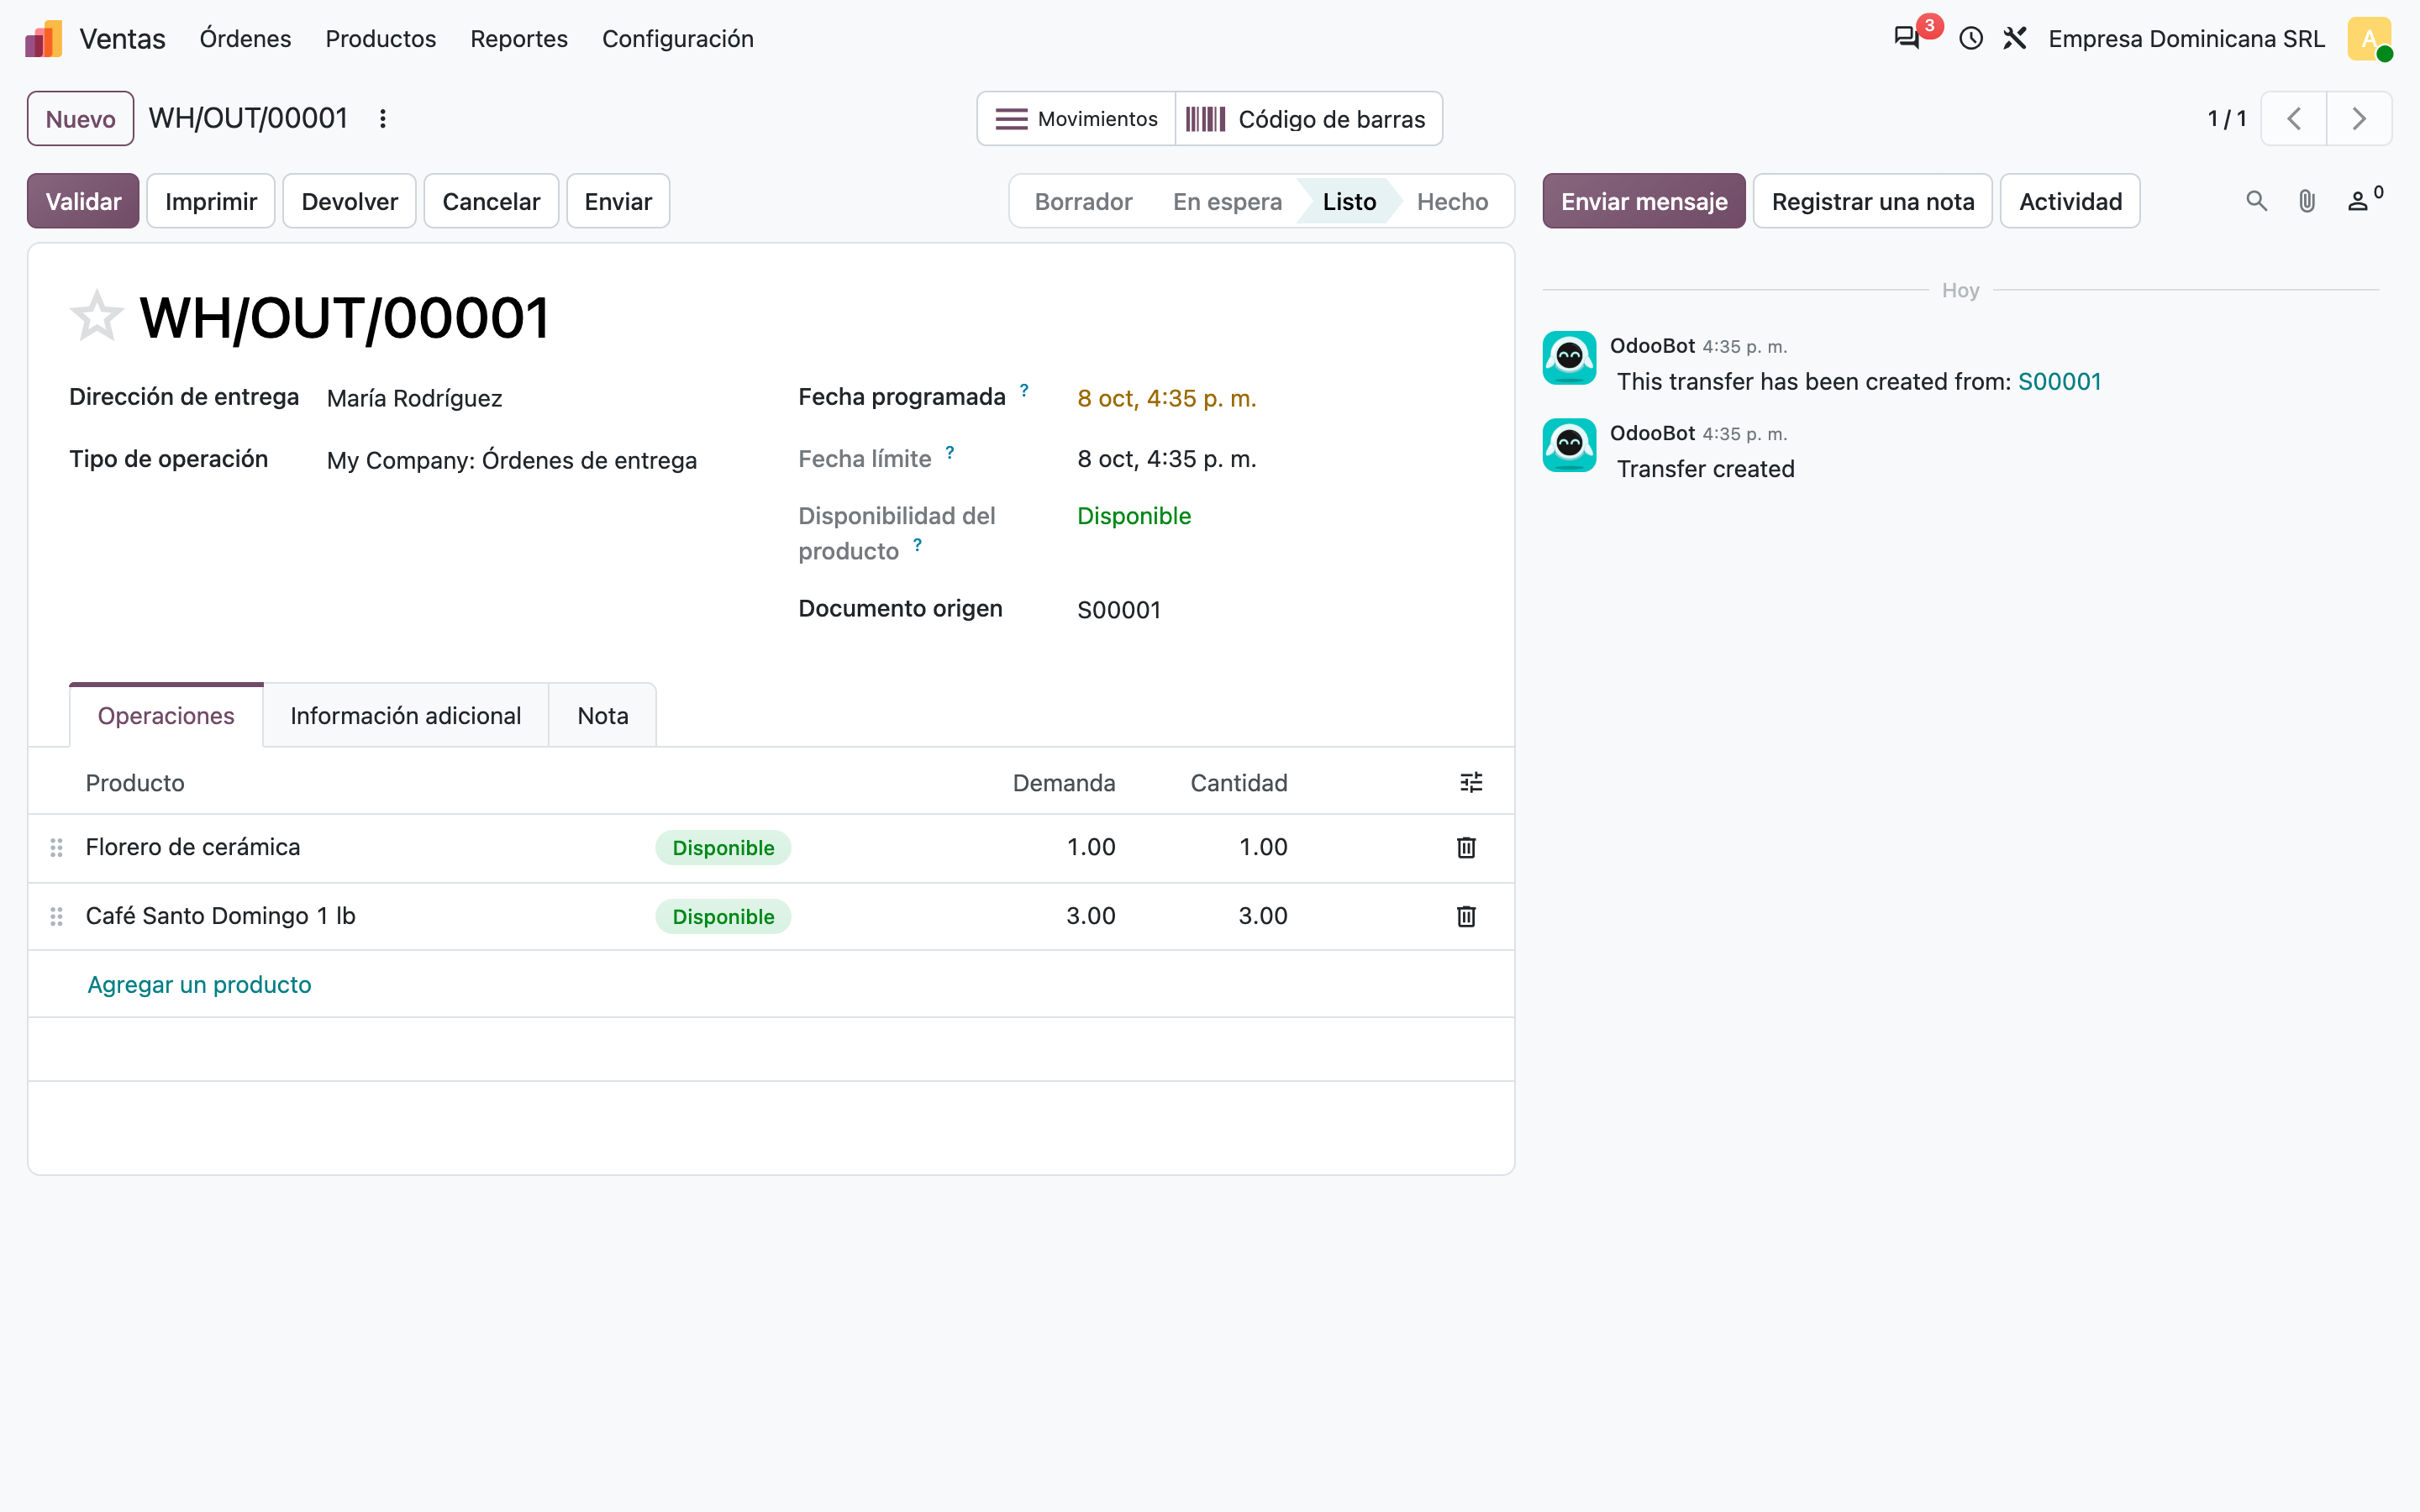 Ventas Órdenes Productos Reportes Configuración 3 Empresa Dominicana SRL A
Nuevo WH/OUT/00001 Movimientos Código de barras 1 / 1
Validar Imprimir Devolver Cancelar Enviar Borrador En espera Listo Hecho Enviar mensaje Registrar una nota Actividad 0
WH/OUT/00001
Dirección de entrega María Rodríguez
Tipo de operación My Company: Órdenes de entrega
Fecha programada ? 8 oct, 4:35 p. m.
Fecha límite ? 8 oct, 4:35 p. m.
Disponibilidad del Disponible
producto ?
Documento origen S00001
Operaciones Información adicional Nota
Producto Demanda Cantidad
Florero de cerámica Disponible 1.00 1.00
Café Santo Domingo 1 lb Disponible 3.00 3.00
Agregar un producto
Hoy
OdooBot 4:35 p. m.
This transfer has been created from: S00001
OdooBot 4:35 p. m.
Transfer created